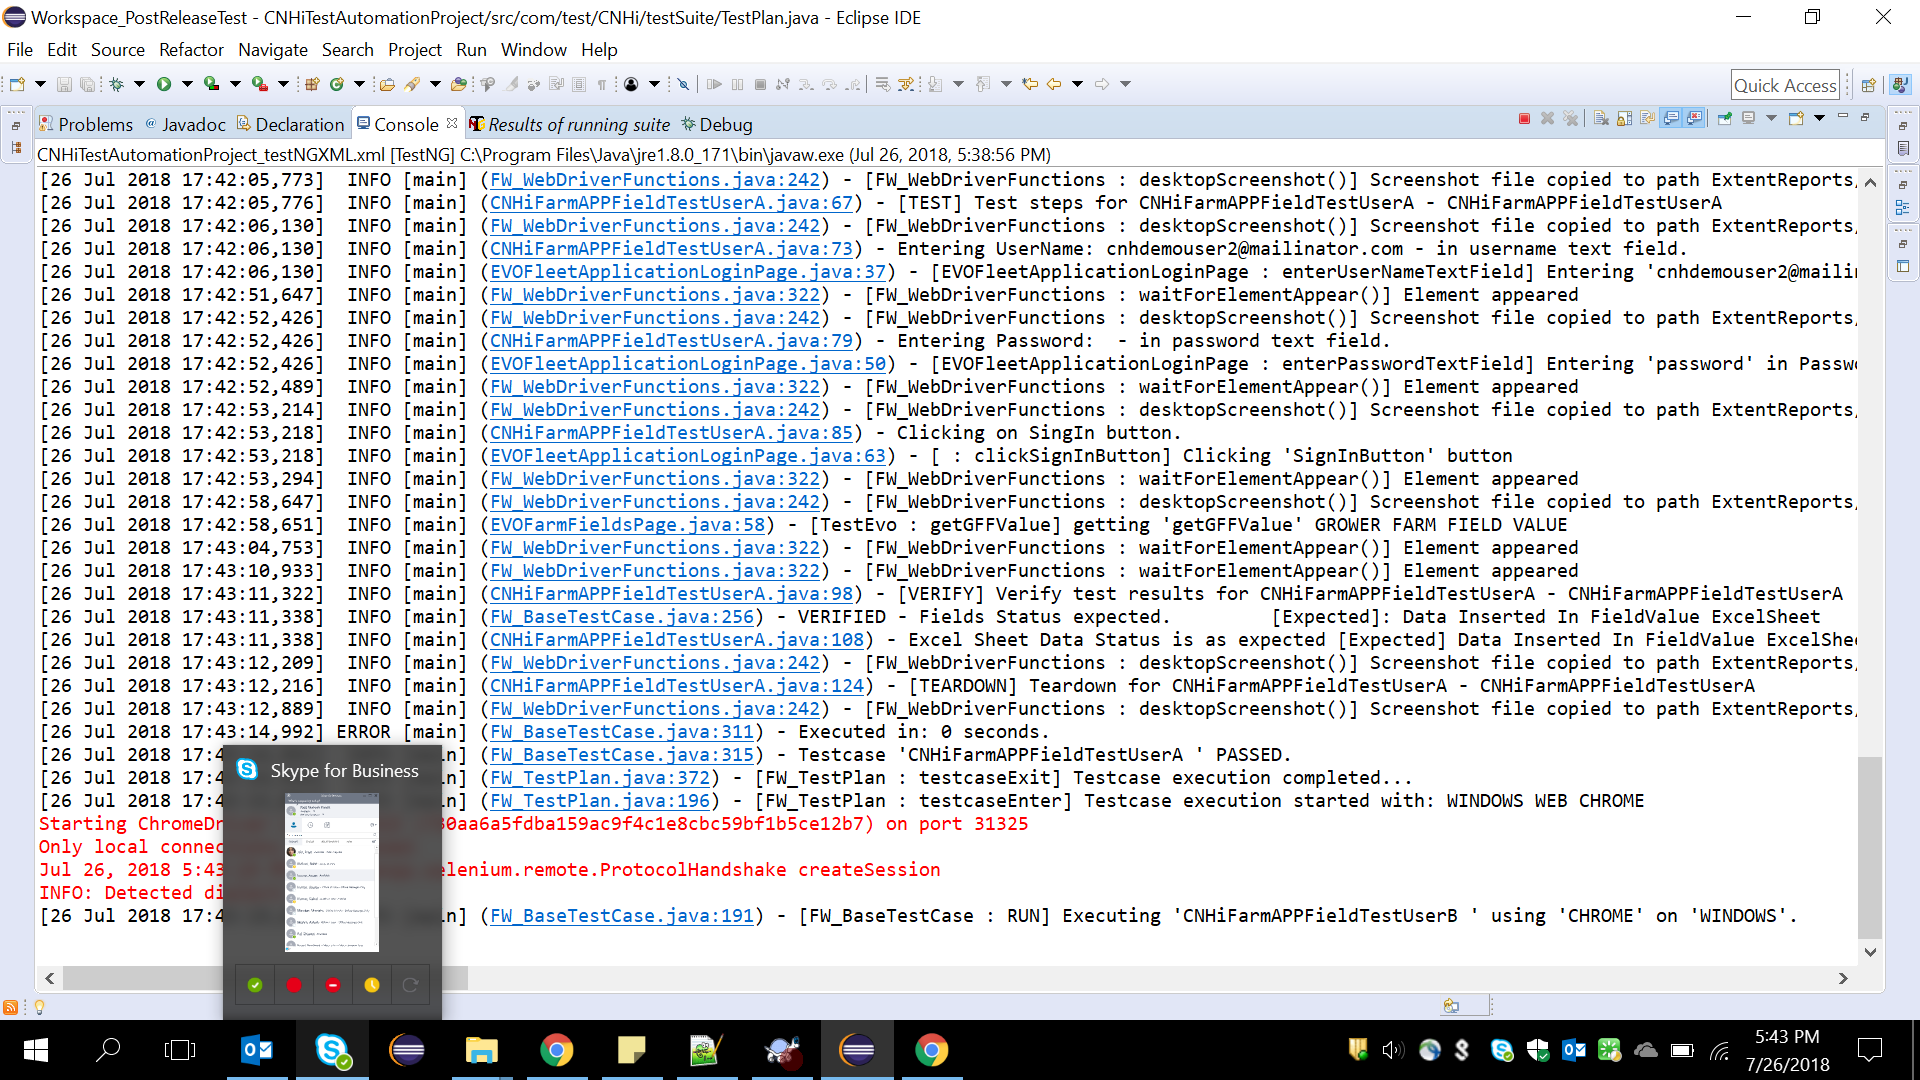 Workspace_PostReleaseTest - CNHiTestAutomationProject/src/com/test/CNHi/testSuite/TestPlan.java - Eclipse IDE
File Edit Source Refactor Navigate Search Project Run Window Help
Quick Access
Problems @ Javadoc Declaration Console Results of running suite Debug
CNHiTestAutomationProject_testNGXML.xml [TestNG] C:\Program Files\Java\jre1.8.0_171\bin\javaw.exe (Jul 26, 2018, 5:38:56 PM)
[26 Jul 2018 17:42:05,773] INFO [main] (FW_WebDriverFunctions.java:242) - [FW_WebDriverFunctions : desktopScreenshot()] Screenshot file copied to path ExtentReports/
[26 Jul 2018 17:42:05,776] INFO [main] (CNHiFarmAPPFieldTestUserA.java:67) - [TEST] Test steps for CNHiFarmAPPFieldTestUserA - CNHiFarmAPPFieldTestUserA
[26 Jul 2018 17:42:06,130] INFO [main] (FW_WebDriverFunctions.java:242) - [FW_WebDriverFunctions : desktopScreenshot()] Screenshot file copied to path ExtentReports/
[26 Jul 2018 17:42:06,130] INFO [main] (CNHiFarmAPPFieldTestUserA.java:73) - Entering UserName: cnhdemouser2@mailinator.com - in username text field.
[26 Jul 2018 17:42:06,130] INFO [main] (EVOFleetApplicationLoginPage.java:37) - [EVOFleetApplicationLoginPage : enterUserNameTextField] Entering 'cnhdemouser2@mailin
[26 Jul 2018 17:42:51,647] INFO [main] (FW_WebDriverFunctions.java:322) - [FW_WebDriverFunctions : waitForElementAppear()] Element appeared
[26 Jul 2018 17:42:52,426] INFO [main] (FW_WebDriverFunctions.java:242) - [FW_WebDriverFunctions : desktopScreenshot()] Screenshot file copied to path ExtentReports/
[26 Jul 2018 17:42:52,426] INFO [main] (CNHiFarmAPPFieldTestUserA.java:79) - Entering Password:  - in password text field.
[26 Jul 2018 17:42:52,426] INFO [main] (EVOFleetApplicationLoginPage.java:50) - [EVOFleetApplicationLoginPage : enterPasswordTextField] Entering 'password' in Passwo
[26 Jul 2018 17:42:52,489] INFO [main] (FW_WebDriverFunctions.java:322) - [FW_WebDriverFunctions : waitForElementAppear()] Element appeared
[26 Jul 2018 17:42:53,214] INFO [main] (FW_WebDriverFunctions.java:242) - [FW_WebDriverFunctions : desktopScreenshot()] Screenshot file copied to path ExtentReports/
[26 Jul 2018 17:42:53,218] INFO [main] (CNHiFarmAPPFieldTestUserA.java:85) - Clicking on SingIn button.
[26 Jul 2018 17:42:53,218] INFO [main] (EVOFleetApplicationLoginPage.java:63) - [ : clickSignInButton] Clicking 'SignInButton' button
[26 Jul 2018 17:42:53,294] INFO [main] (FW_WebDriverFunctions.java:322) - [FW_WebDriverFunctions : waitForElementAppear()] Element appeared
[26 Jul 2018 17:42:58,647] INFO [main] (FW_WebDriverFunctions.java:242) - [FW_WebDriverFunctions : desktopScreenshot()] Screenshot file copied to path ExtentReports/
[26 Jul 2018 17:42:58,651] INFO [main] (EVOFarmFieldsPage.java:58) - [TestEvo : getGFFValue] getting 'getGFFValue' GROWER FARM FIELD VALUE
[26 Jul 2018 17:43:04,753] INFO [main] (FW_WebDriverFunctions.java:322) - [FW_WebDriverFunctions : waitForElementAppear()] Element appeared
[26 Jul 2018 17:43:10,933] INFO [main] (FW_WebDriverFunctions.java:322) - [FW_WebDriverFunctions : waitForElementAppear()] Element appeared
[26 Jul 2018 17:43:11,322] INFO [main] (CNHiFarmAPPFieldTestUserA.java:98) - [VERIFY] Verify test results for CNHiFarmAPPFieldTestUserA - CNHiFarmAPPFieldTestUserA
[26 Jul 2018 17:43:11,338] INFO [main] (FW_BaseTestCase.java:256) - VERIFIED - Fields Status expected. [Expected]: Data Inserted In FieldValue ExcelSheet
[26 Jul 2018 17:43:11,338] INFO [main] (CNHiFarmAPPFieldTestUserA.java:108) - Excel Sheet Data Status is as expected [Expected] Data Inserted In FieldValue ExcelShee
[26 Jul 2018 17:43:12,209] INFO [main] (FW_WebDriverFunctions.java:242) - [FW_WebDriverFunctions : desktopScreenshot()] Screenshot file copied to path ExtentReports/
[26 Jul 2018 17:43:12,216] INFO [main] (CNHiFarmAPPFieldTestUserA.java:124) - [TEARDOWN] Teardown for CNHiFarmAPPFieldTestUserA - CNHiFarmAPPFieldTestUserA
[26 Jul 2018 17:43:12,889] INFO [main] (FW_WebDriverFunctions.java:242) - [FW_WebDriverFunctions : desktopScreenshot()] Screenshot file copied to path ExtentReports/
[26 Jul 2018 17:43:14,992] ERROR [main] (FW_BaseTestCase.java:311) - Executed in: 0 seconds.
[26 Jul 2018 17:4 n] (FW_BaseTestCase.java:315) - Testcase 'CNHiFarmAPPFieldTestUserA ' PASSED.
[26 Jul 2018 17:4 n] (FW_TestPlan.java:372) - [FW_TestPlan : testcaseExit] Testcase execution completed...
[26 Jul 2018 17:4 n] (FW_TestPlan.java:196) - [FW_TestPlan : testcaseEnter] Testcase execution started with: WINDOWS WEB CHROME
Starting ChromeDr 80aa6a5fdba159ac9f4c1e8cbc59bf1b5ce12b7) on port 31325
Only local connec
Jul 26, 2018 5:43 elenium.remote.ProtocolHandshake createSession
INFO: Detected di
[26 Jul 2018 17:4 n] (FW_BaseTestCase.java:191) - [FW_BaseTestCase : RUN] Executing 'CNHiFarmAPPFieldTestUserB ' using 'CHROME' on 'WINDOWS'.
Skype for Business
5:43 PM
7/26/2018